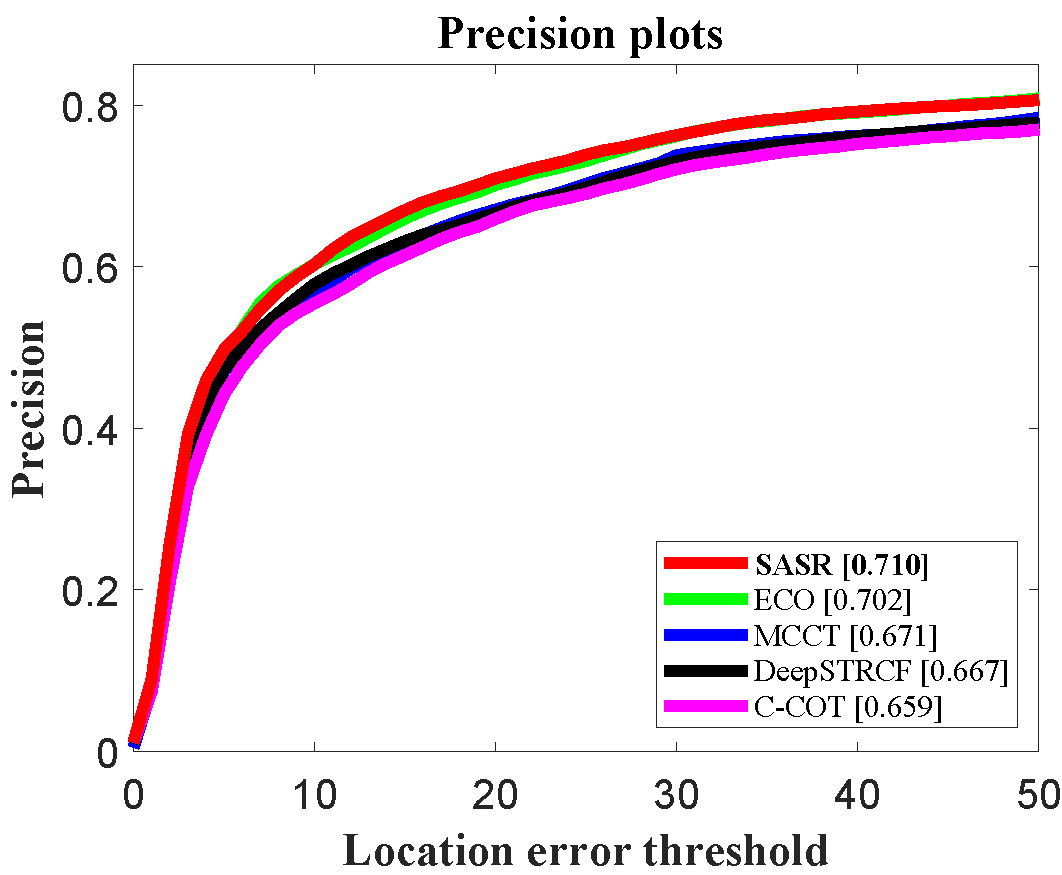 Precision plots
Precision
0.8
0.6
0.4
0.2
0
0 10 20 30 40 50
Location error threshold
SASR [0.710]
ECO [0.702]
MCCT [0.671]
DeepSTRCF [0.667]
C-COT [0.659]